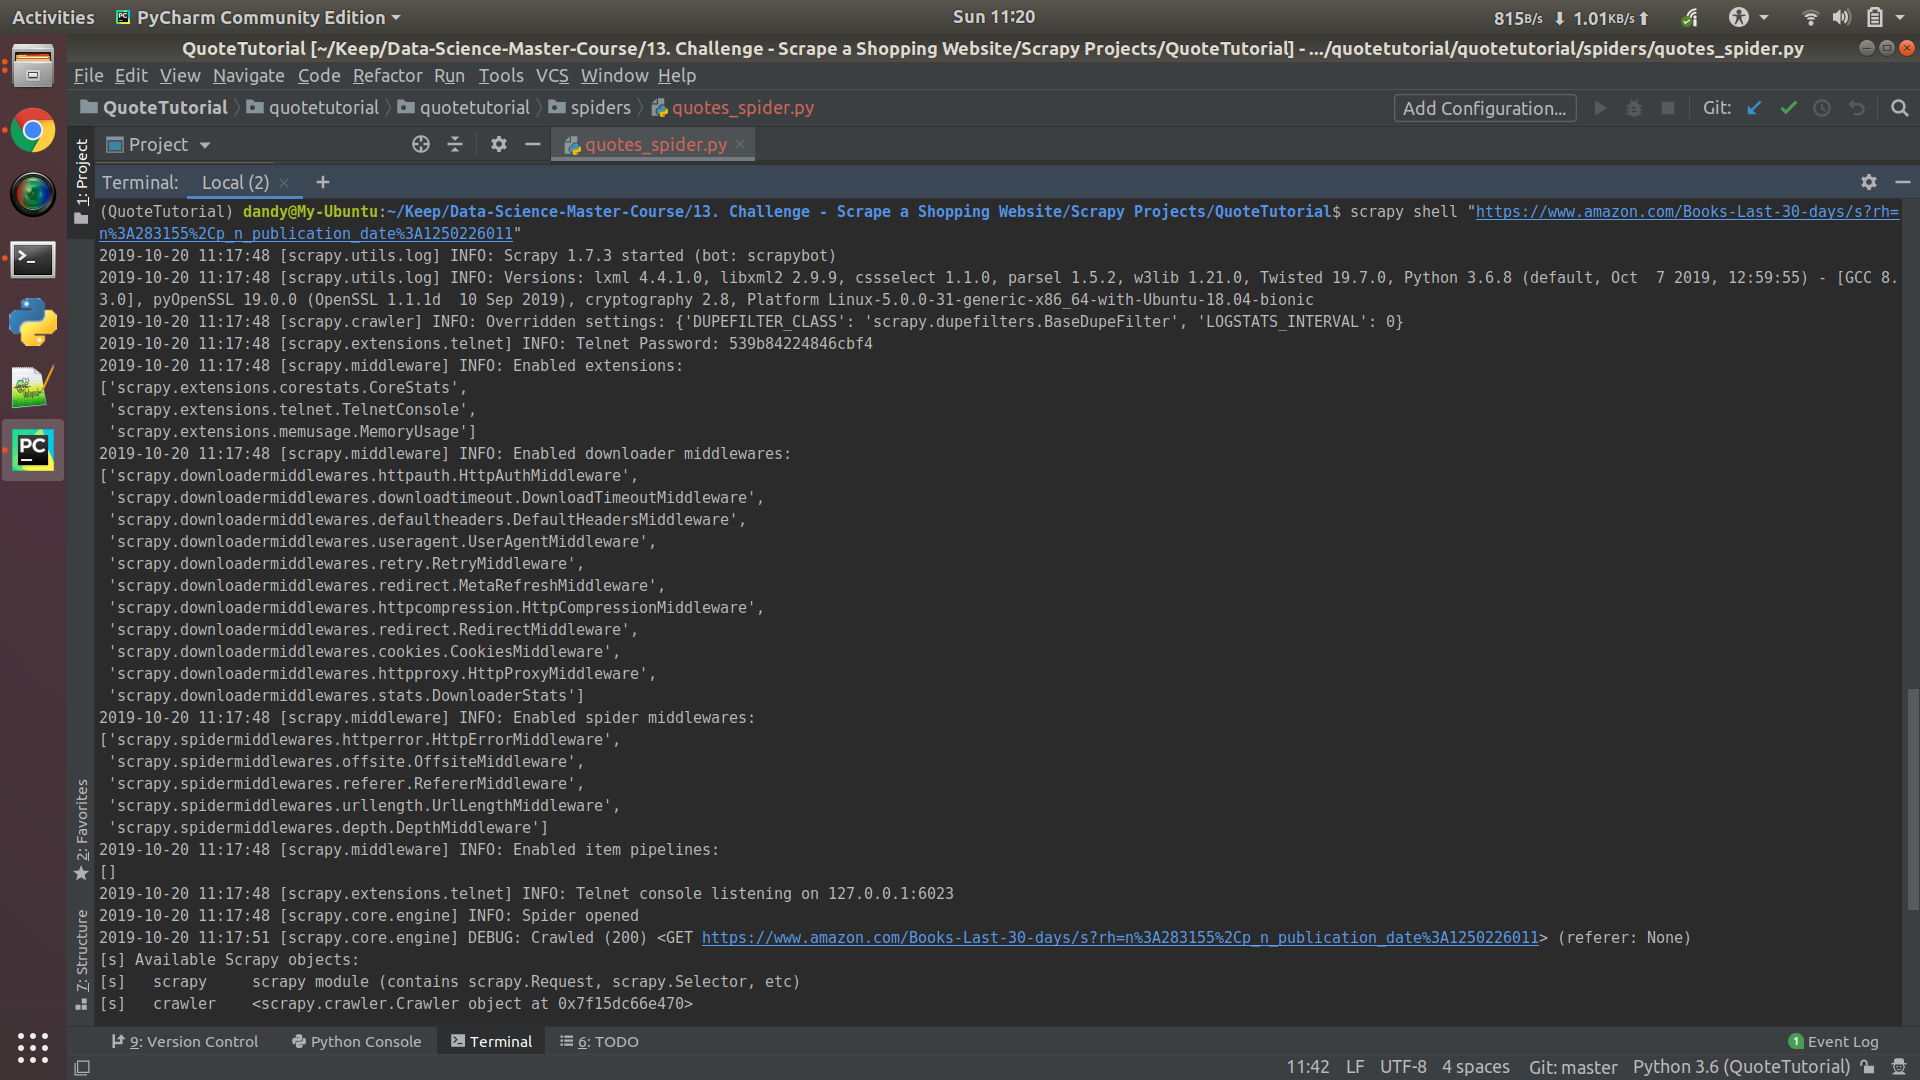 Activities PyCharm Community Edition Sun 11:20 815B/s 1.01KB/s
QuoteTutorial [~/Keep/Data-Science-Master-Course/13. Challenge - Scrape a Shopping Website/Scrapy Projects/QuoteTutorial] - .../quotetutorial/quotetutorial/spiders/quotes_spider.py
File Edit View Navigate Code Refactor Run Tools VCS Window Help
QuoteTutorial quotetutorial quotetutorial spiders quotes_spider.py Add Configuration... Git:
1: Project
Project quotes_spider.py
Terminal: Local (2) +
(QuoteTutorial) dandy@My-Ubuntu:~/Keep/Data-Science-Master-Course/13. Challenge - Scrape a Shopping Website/Scrapy Projects/QuoteTutorial$ scrapy shell "https://www.amazon.com/Books-Last-30-days/s?rh=
n%3A283155%2Cp_n_publication_date%3A1250226011"
2019-10-20 11:17:48 [scrapy.utils.log] INFO: Scrapy 1.7.3 started (bot: scrapybot)
2019-10-20 11:17:48 [scrapy.utils.log] INFO: Versions: lxml 4.4.1.0, libxml2 2.9.9, cssselect 1.1.0, parsel 1.5.2, w3lib 1.21.0, Twisted 19.7.0, Python 3.6.8 (default, Oct  7 2019, 12:59:55) - [GCC 8.
3.0], pyOpenSSL 19.0.0 (OpenSSL 1.1.1d  10 Sep 2019), cryptography 2.8, Platform Linux-5.0.0-31-generic-x86_64-with-Ubuntu-18.04-bionic
2019-10-20 11:17:48 [scrapy.crawler] INFO: Overridden settings: {'DUPEFILTER_CLASS': 'scrapy.dupefilters.BaseDupeFilter', 'LOGSTATS_INTERVAL': 0}
2019-10-20 11:17:48 [scrapy.extensions.telnet] INFO: Telnet Password: 539b84224846cbf4
2019-10-20 11:17:48 [scrapy.middleware] INFO: Enabled extensions:
['scrapy.extensions.corestats.CoreStats',
'scrapy.extensions.telnet.TelnetConsole',
'scrapy.extensions.memusage.MemoryUsage']
2019-10-20 11:17:48 [scrapy.middleware] INFO: Enabled downloader middlewares:
['scrapy.downloadermiddlewares.httpauth.HttpAuthMiddleware',
'scrapy.downloadermiddlewares.downloadtimeout.DownloadTimeoutMiddleware',
'scrapy.downloadermiddlewares.defaultheaders.DefaultHeadersMiddleware',
'scrapy.downloadermiddlewares.useragent.UserAgentMiddleware',
'scrapy.downloadermiddlewares.retry.RetryMiddleware',
'scrapy.downloadermiddlewares.redirect.MetaRefreshMiddleware',
'scrapy.downloadermiddlewares.httpcompression.HttpCompressionMiddleware',
'scrapy.downloadermiddlewares.redirect.RedirectMiddleware',
'scrapy.downloadermiddlewares.cookies.CookiesMiddleware',
'scrapy.downloadermiddlewares.httpproxy.HttpProxyMiddleware',
'scrapy.downloadermiddlewares.stats.DownloaderStats']
2019-10-20 11:17:48 [scrapy.middleware] INFO: Enabled spider middlewares:
['scrapy.spidermiddlewares.httperror.HttpErrorMiddleware',
'scrapy.spidermiddlewares.offsite.OffsiteMiddleware',
'scrapy.spidermiddlewares.referer.RefererMiddleware',
'scrapy.spidermiddlewares.urllength.UrlLengthMiddleware',
'scrapy.spidermiddlewares.depth.DepthMiddleware']
2019-10-20 11:17:48 [scrapy.middleware] INFO: Enabled item pipelines:
[]
2019-10-20 11:17:48 [scrapy.extensions.telnet] INFO: Telnet console listening on 127.0.0.1:6023
2019-10-20 11:17:48 [scrapy.core.engine] INFO: Spider opened
2019-10-20 11:17:51 [scrapy.core.engine] DEBUG: Crawled (200) <GET https://www.amazon.com/Books-Last-30-days/s?rh=n%3A283155%2Cp_n_publication_date%3A1250226011> (referer: None)
[s] Available Scrapy objects:
[s]   scrapy     scrapy module (contains scrapy.Request, scrapy.Selector, etc)
[s]   crawler    <scrapy.crawler.Crawler object at 0x7f15dc66e470>
2: Favorites
7: Structure
PC
9: Version Control Python Console Terminal 6: TODO 1 Event Log
11:42 LF UTF-8 4 spaces Git: master Python 3.6 (QuoteTutorial)